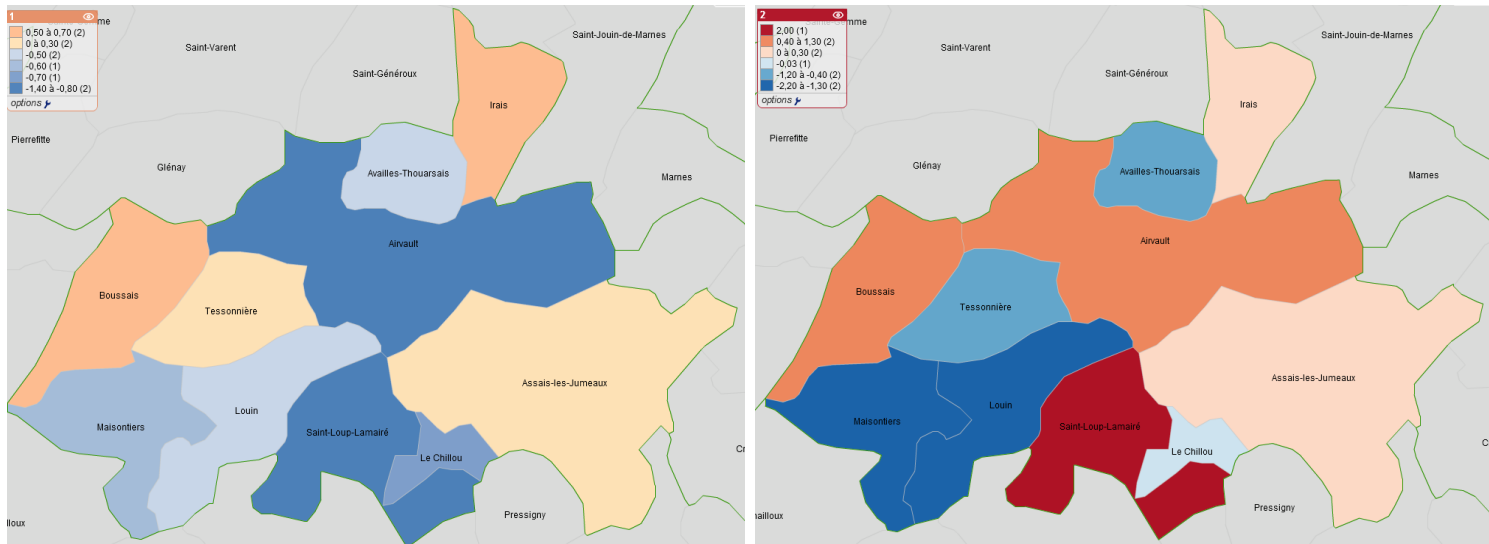 1
me
0,50 à 0,70 (2)
0 à 0,30 (2)
-0,50 (2)
-0,60 (1)
-0,70 (1)
-1,40 à -0,80 (2)
options
Saint-Varent
Saint-Jouin-de-Marnes
Saint-Généroux
Irais
Pierrefitte
Glénay
Availles-Thouarsais
Marnes
Airvault
Boussais
Tessonnière
Assais-les-Jumeaux
Louin
Maisontiers
Saint-Loup-Lamairé
Le Chillou
Pressigny
lloux
2
Sainte-Gemme
2,00 (1)
0,40 à 1,30 (2)
0 à 0,30 (2)
-0,03 (1)
-1,20 à -0,40 (2)
-2,20 à -1,30 (2)
options
Saint-Varent
Saint-Jouin-de-Marnes
Saint-Généroux
Irais
Pierrefitte
Glénay
Availles-Thouarsais
Marnes
Airvault
Boussais
Tessonnière
Assais-les-Jumeaux
Louin
Maisontiers
Saint-Loup-Lamairé
Le Chillou
Pressigny
ailloux